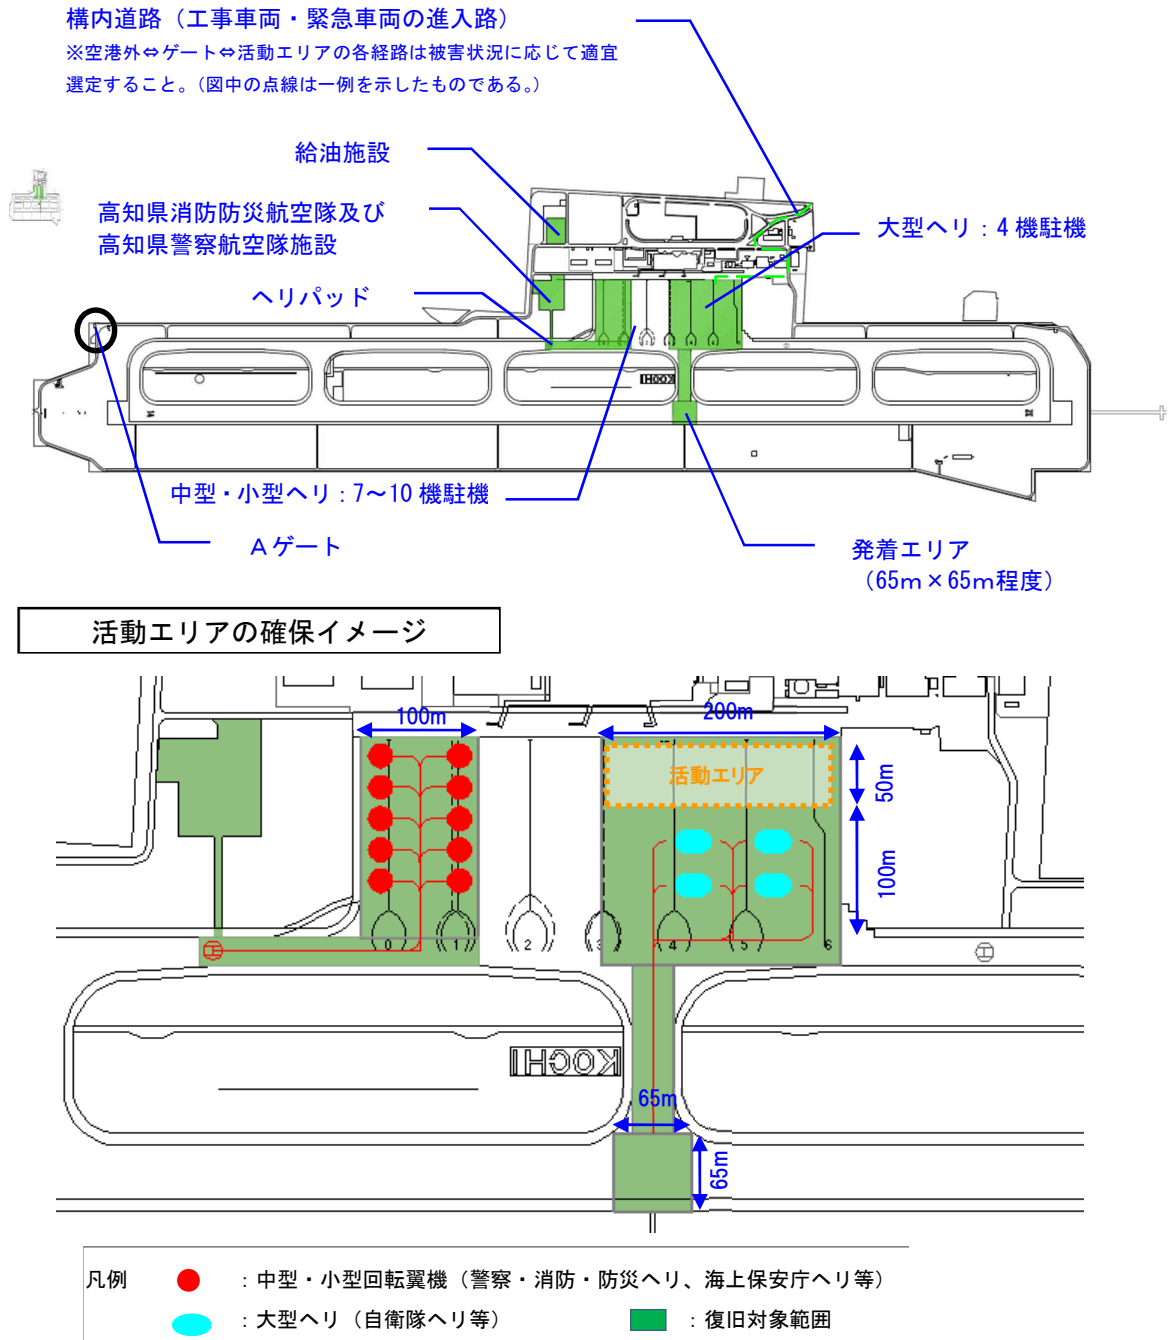 構内道路（工事車両・緊急車両の進入路）
※空港外⇔ゲート⇔活動エリアの各経路は被害状況に応じて適宜
選定すること。（図中の点線は一例を示したものである。）
給油施設
高知県消防防災航空隊及び
高知県警察航空隊施設
大型ヘリ：4 機駐機
ヘリパッド
KOCHI
中型・小型ヘリ：7～10 機駐機
Ａゲート
発着エリア
（65ｍ×65ｍ程度）
活動エリアの確保イメージ
100m
200m
活動エリア
50m
100m
0
1
2
3
4
5
6
KOCHI
65m
65m
凡例
：中型・小型回転翼機（警察・消防・防災ヘリ、海上保安庁ヘリ等）
：大型ヘリ（自衛隊ヘリ等）
：復旧対象範囲